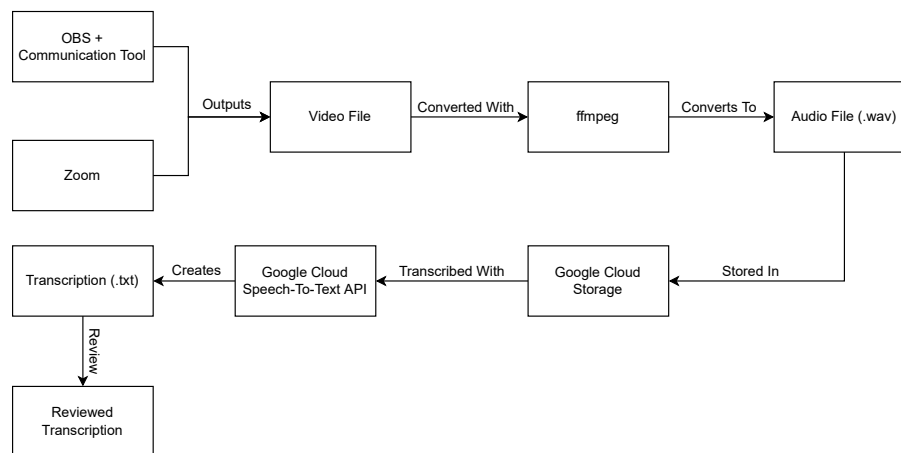 OBS +
Communication Tool
Outputs
Video File
Converted With
ffmpeg
Converts To
Audio File (.wav)
Zoom
Transcription (.txt)
Creates
Google Cloud
Speech-To-Text API
Transcribed With
Google Cloud
Storage
Stored In
Review
Reviewed
Transcription